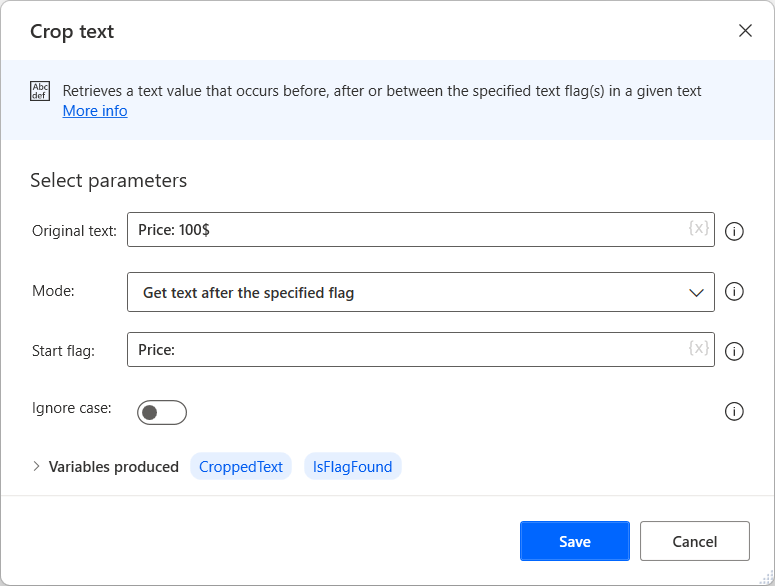 Crop text
Abc
def
Retrieves a text value that occurs before, after or between the specified text flag(s) in a given text
More info
Select parameters
Original text: Price: 100$ {x}
Mode: Get text after the specified flag
Start flag: Price: {x}
Ignore case:
Variables produced CroppedText IsFlagFound
Save Cancel